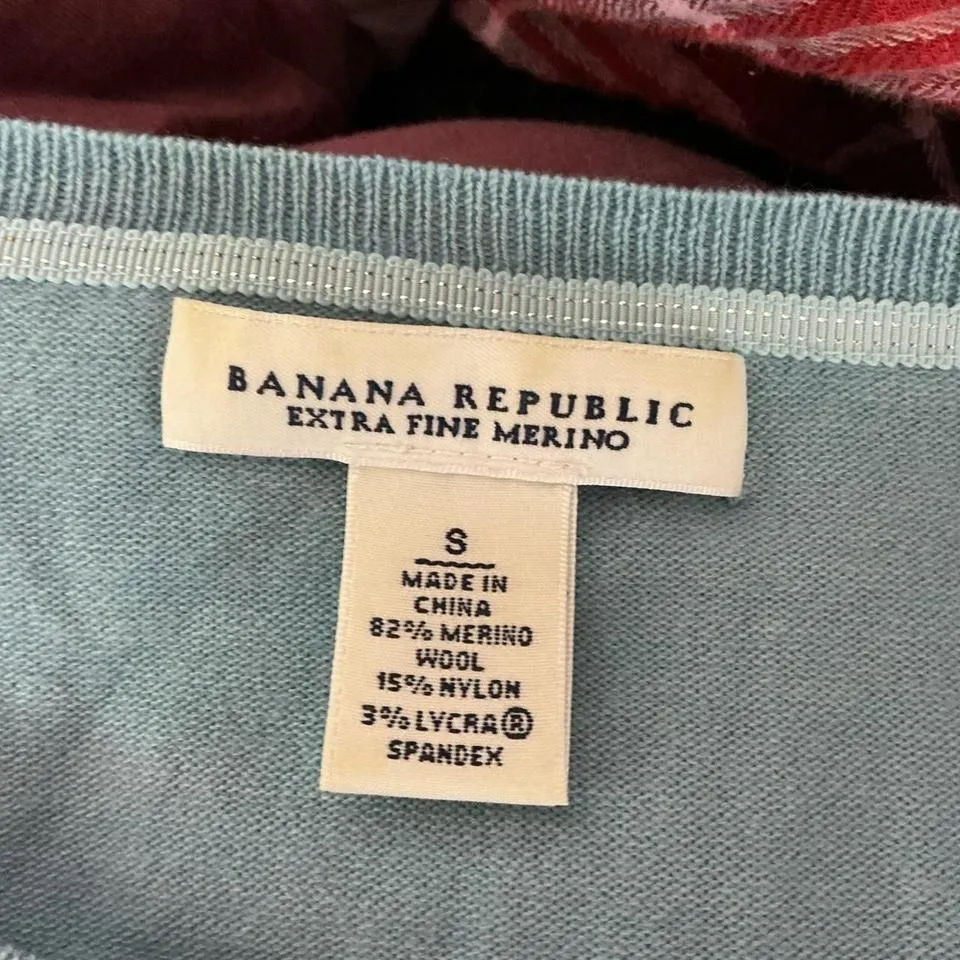 BANANA REPUBLIC
EXTRA FINE MERINO
S
MADE IN
CHINA
82% MERINO
WOOL
15% NYLON
3% LYCRA®
SPANDEX